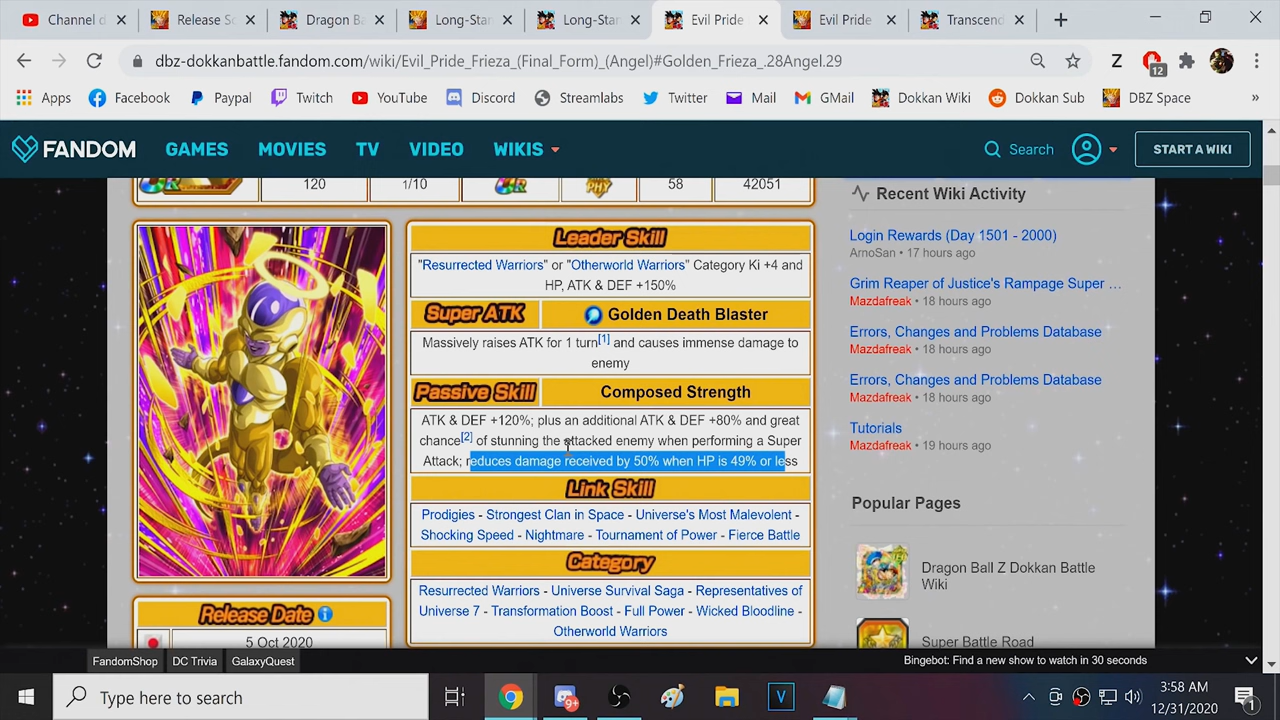 Channel
Release Sc
Dragon Ba
Long-Star
Long-Star
Evil Pride
Evil Pride
Transcend
dbz-dokkanbattle.fandom.com/wiki/Evil_Pride_Frieza_(Final_Form)_(Angel)#Golden_Frieza_.28Angel.29
Z
12
Apps
Facebook
Paypal
Twitch
YouTube
Discord
Streamlabs
Twitter
Mail
GMail
Dokkan Wiki
Dokkan Sub
DBZ Space
»
FANDOM
GAMES
MOVIES
TV
VIDEO
WIKIS
Search
START A WIKI
120
1/10
PHY
58
42051
Leader Skill
"Resurrected Warriors" or "Otherworld Warriors" Category Ki +4 and
HP, ATK & DEF +150%
Super ATK
Golden Death Blaster
Massively raises ATK for 1 turn[1] and causes immense damage to
enemy
Passive Skill
Composed Strength
ATK & DEF +120%; plus an additional ATK & DEF +80% and great
chance[2] of stunning the attacked enemy when performing a Super
Attack; reduces damage received by 50% when HP is 49% or less
Link Skill
Prodigies - Strongest Clan in Space - Universe's Most Malevolent -
Shocking Speed - Nightmare - Tournament of Power - Fierce Battle
Category
Resurrected Warriors - Universe Survival Saga - Representatives of
Universe 7 - Transformation Boost - Full Power - Wicked Bloodline -
Otherworld Warriors
Release Date
5 Oct 2020
Recent Wiki Activity
Login Rewards (Day 1501 - 2000)
ArnoSan • 17 hours ago
Grim Reaper of Justice's Rampage Super ...
Mazdafreak • 18 hours ago
Errors, Changes and Problems Database
Mazdafreak • 18 hours ago
Errors, Changes and Problems Database
Mazdafreak • 18 hours ago
Tutorials
Mazdafreak • 19 hours ago
Popular Pages
Dragon Ball Z Dokkan Battle
Wiki
Super Battle Road
FandomShop
DC Trivia
GalaxyQuest
Bingebot: Find a new show to watch in 30 seconds
Type here to search
9+
V
3:58 AM
12/31/2020
1